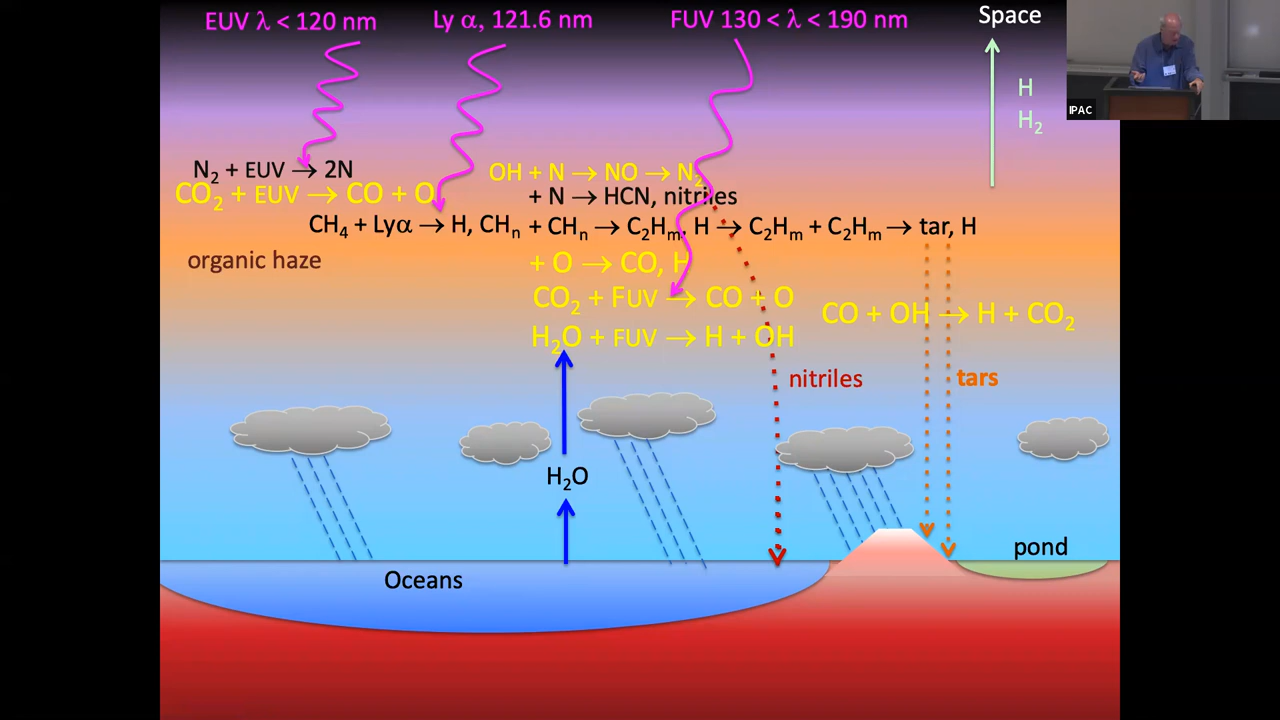 EUV λ < 120 nm
Ly α, 121.6 nm
FUV 130 < λ < 190 nm
Space
H
H₂
IPAC
N₂ + EUV → 2N
OH + N → NO → N₂
CO₂ + EUV → CO + O
+ N → HCN, nitriles
CH₄ + Lyα → H, CHₙ + CHₙ → C₂Hₘ, H → C₂Hₘ + C₂Hₘ → tar, H
organic haze
+ O → CO, H
CO₂ + FUV → CO + O
CO + OH → H + CO₂
H₂O + FUV → H + OH
nitriles
tars
H₂O
pond
Oceans